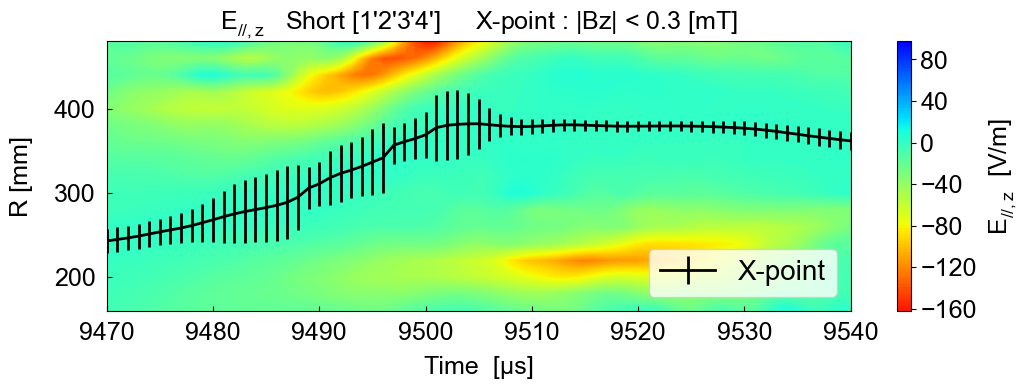 E//, z Short [1'2'3'4'] X-point : |Bz| < 0.3 [mT]
R [mm]
400
300
200
9470 9480 9490 9500 9510 9520 9530 9540
Time [µs]
X-point
80
40
0
−40
−80
−120
−160
E//, z [V/m]